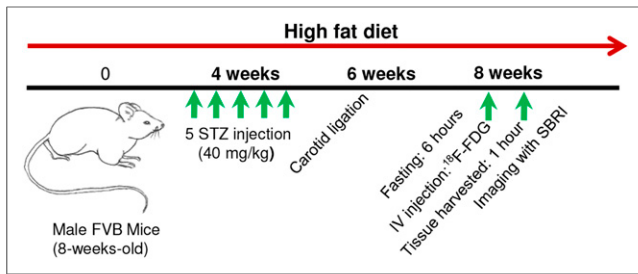 High fat diet
0 4 weeks 6 weeks 8 weeks
5 STZ injection
(40 mg/kg)
Carotid ligation
Fasting: 6 hours
IV injection: ¹⁸F-FDG
Tissue harvested: 1 hour
Imaging with SBRI
Male FVB Mice
(8-weeks-old)